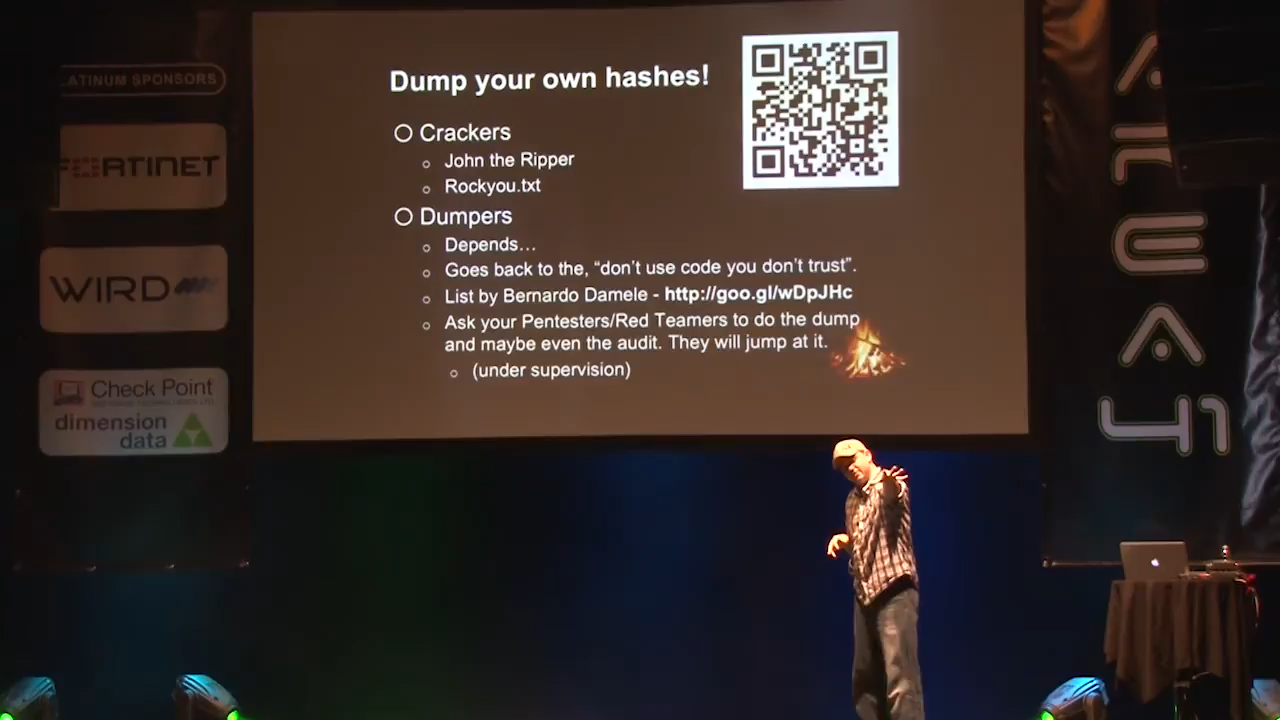 LATINUM SPONSORS
FORTINET
WIRD
Check Point
dimension
data
Dump your own hashes!
Crackers
John the Ripper
Rockyou.txt
Dumpers
Depends…
Goes back to the, “don’t use code you don’t trust”.
List by Bernardo Damele - http://goo.gl/wDpJHc
Ask your Pentesters/Red Teamers to do the dump
and maybe even the audit. They will jump at it.
(under supervision)
AREA
41